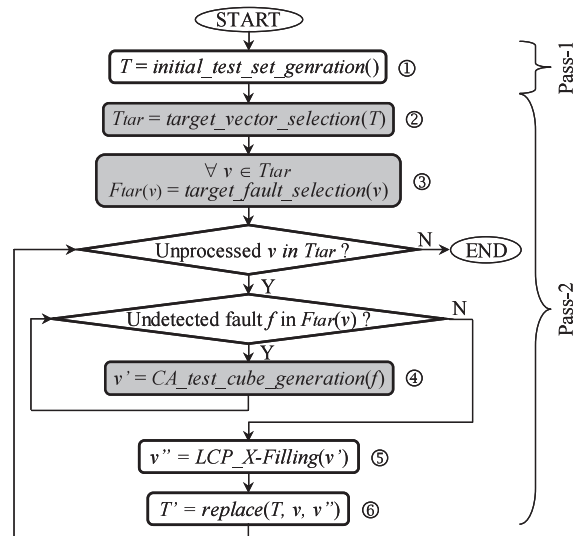 START
T = initial_test_set_genration() ①
Pass-1
Ttar = target_vector_selection(T) ②
∀ v ∈ Ttar
Ftar(v) = target_fault_selection(v) ③
Unprocessed v in Ttar ?
N
END
Y
Undetected fault f in Ftar(v) ?
N
Y
v’ = CA_test_cube_generation(f) ④
Pass-2
v” = LCP_X-Filling(v’) ⑤
T’ = replace(T, v, v”) ⑥